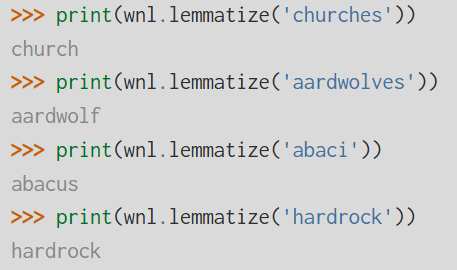 >>> print(wnl.lemmatize('churches'))
church
>>> print(wnl.lemmatize('aardwolves'))
aardwolf
>>> print(wnl.lemmatize('abaci'))
abacus
>>> print(wnl.lemmatize('hardrock'))
hardrock